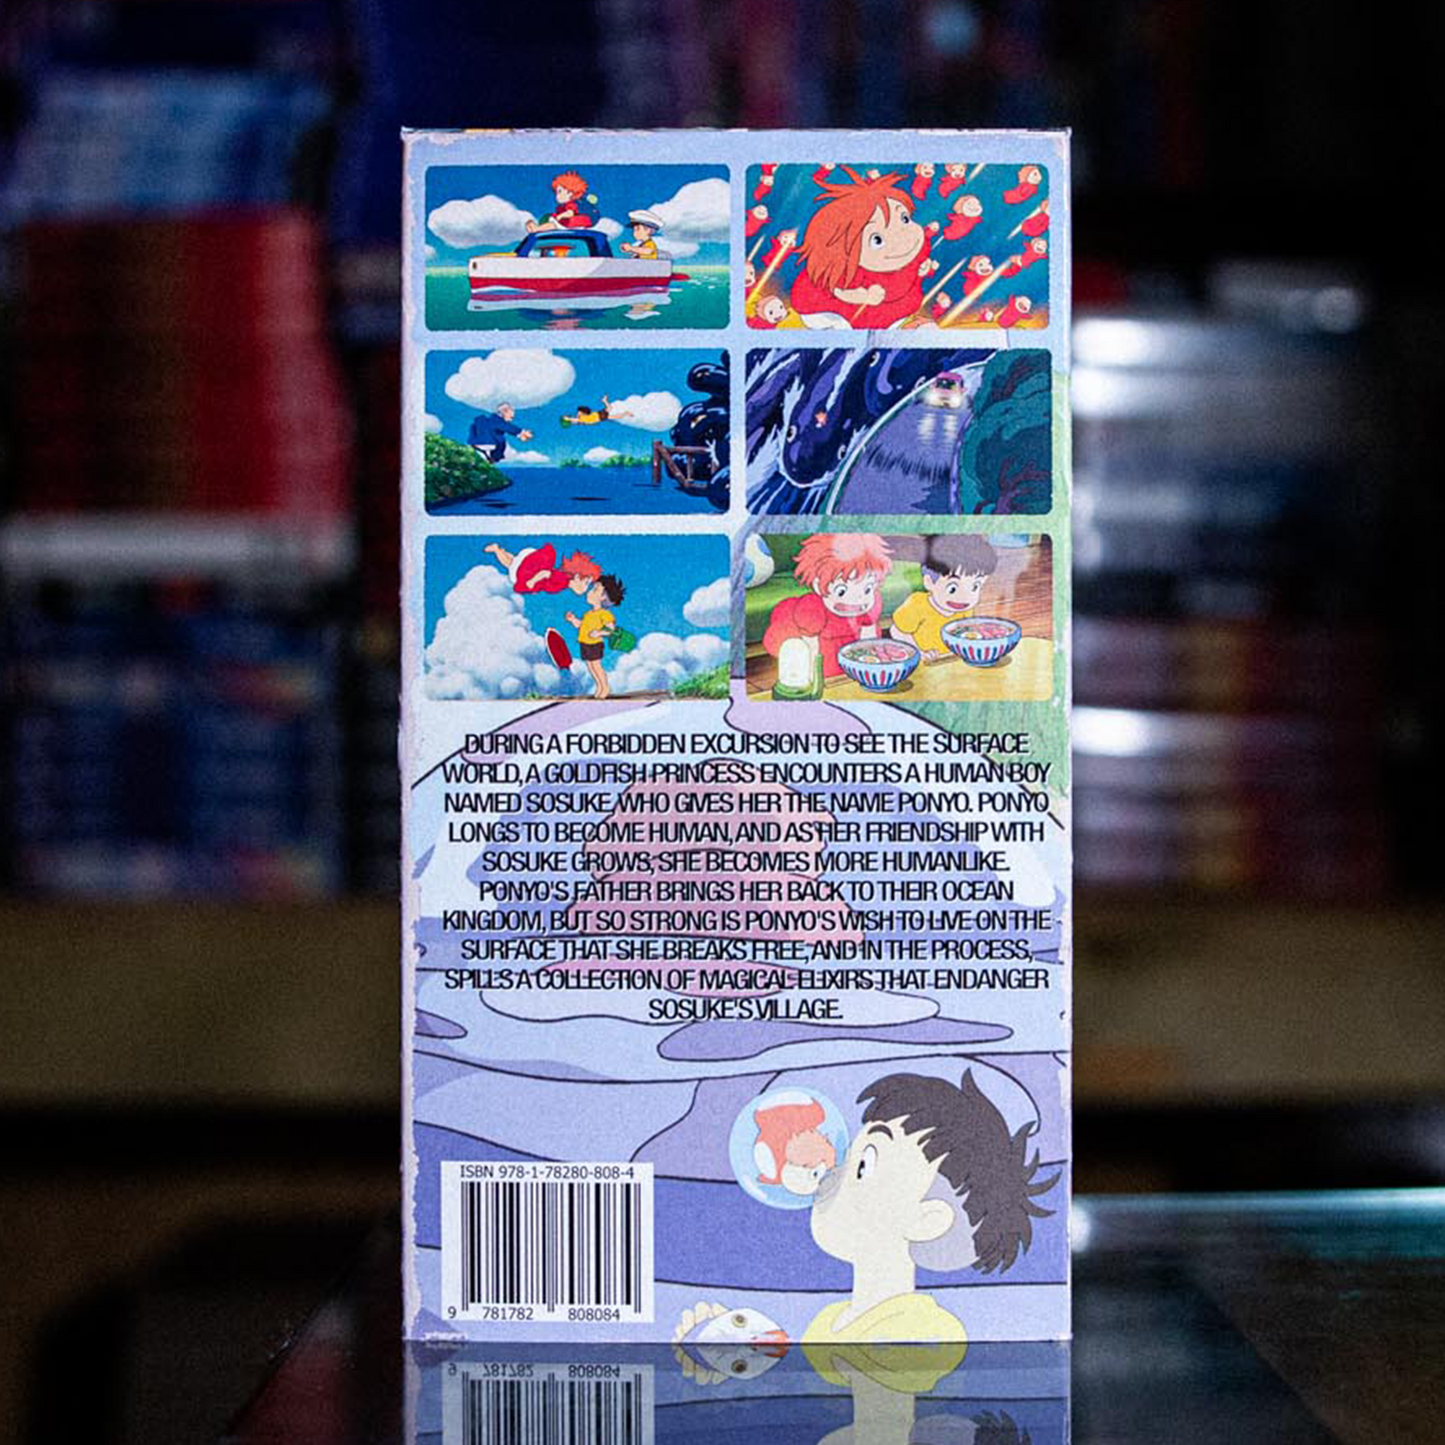 DURING A FORBIDDEN EXCURSION TO SEE THE SURFACE
WORLD, A GOLDFISH PRINCESS ENCOUNTERS A HUMAN BOY
NAMED SOSUKE, WHO GIVES HER THE NAME PONYO. PONYO
LONGS TO BECOME HUMAN, AND AS HER FRIENDSHIP WITH
SOSUKE GROWS, SHE BECOMES MORE HUMANLIKE.
PONYO'S FATHER BRINGS HER BACK TO THEIR OCEAN
KINGDOM, BUT SO STRONG IS PONYO'S WISH TO LIVE ON THE
SURFACE THAT SHE BREAKS FREE, AND IN THE PROCESS,
SPILLS A COLLECTION OF MAGICAL ELIXIRS THAT ENDANGER
SOSUKE'S VILLAGE.
ISBN 978-1-78280-808-4
9 781782 808084